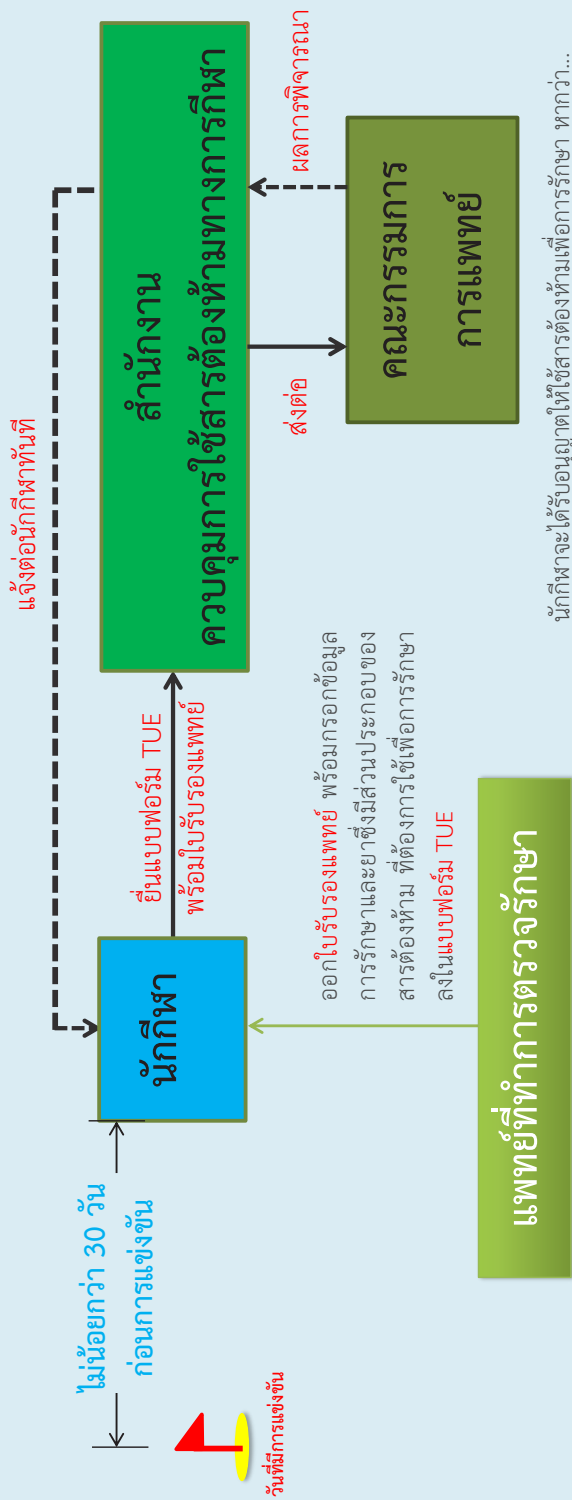 แจ้งต่อนักกีฬาทันที
ไม่น้อยกว่า 30 วัน
ก่อนการแข่งขัน
วันที่มีการแข่งขัน
นักกีฬา
ยื่นแบบฟอร์ม TUE
พร้อมใบรับรองแพทย์
สำนักงาน
ควบคุมการใช้สารต้องห้ามทางการกีฬา
ส่งต่อ
ผลการพิจารณา
คณะกรรมการ
การแพทย์
ออกใบรับรองแพทย์ พร้อมกรอกข้อมูล
การรักษาและยาซึ่งมีส่วนประกอบของ
สารต้องห้าม ที่ต้องการใช้เพื่อการรักษา
ลงในแบบฟอร์ม TUE
แพทย์ที่ทำการตรวจรักษา
นักกีฬาจะได้รับอนุญาตให้ใช้สารต้องห้ามเพื่อการรักษา หากว่า...